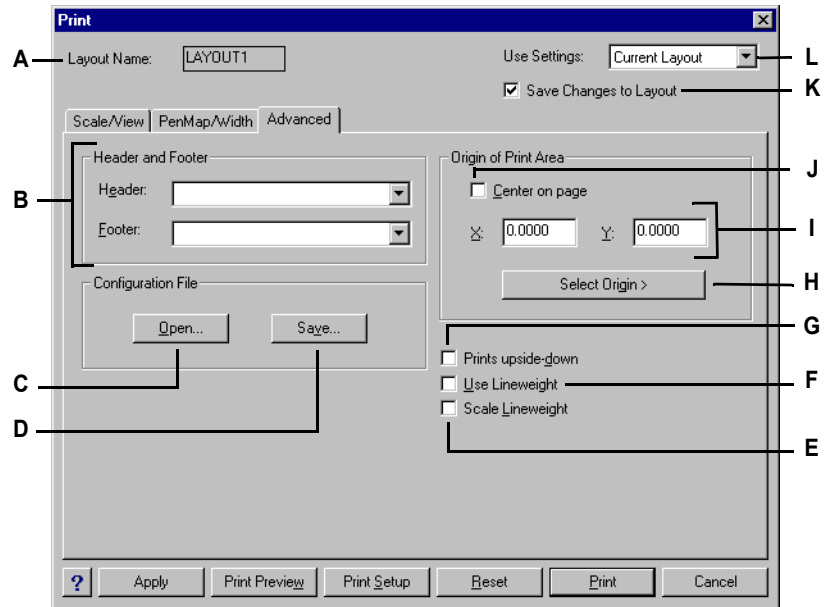 Print
A
Layout Name:
LAYOUT1
Use Settings:
Current Layout
L
Save Changes to Layout
K
Scale/View
PenMap/Width
Advanced
B
Header and Footer
Header:
Footer:
Origin of Print Area
J
Center on page
X:
0.0000
Y:
0.0000
I
Select Origin >
H
Configuration File
Open...
Save...
C
D
G
Prints upside-down
Use Lineweight
F
Scale Lineweight
E
?
Apply
Print Preview
Print Setup
Reset
Print
Cancel